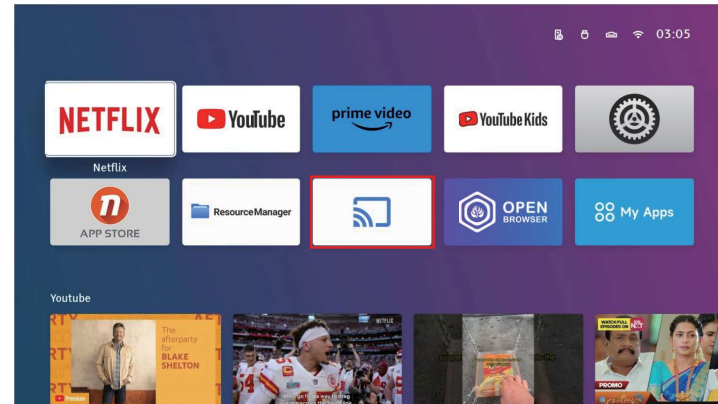 03:05
NETFLIX
YouTube
prime video
YouTube Kids
Netflix
n
APP STORE
ResourceManager
OPEN
BROWSER
My Apps
Youtube
The
afterparty
for
BLAKE
SHELTON
Premium
NETFLIX
WATCH FULL
EPISODES ON
PROMO